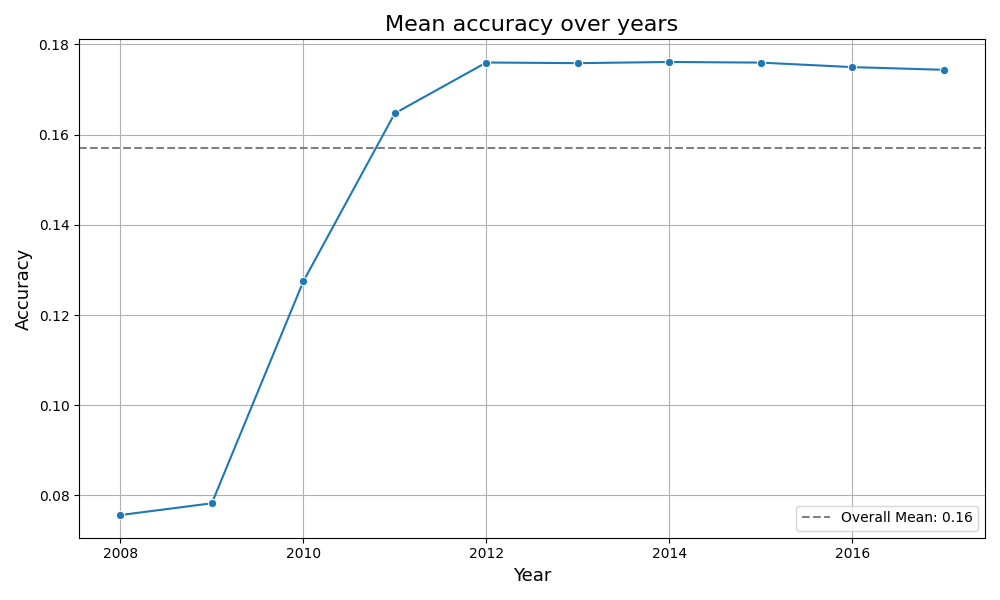 Mean accuracy over years
Accuracy
0.18
0.16
0.14
0.12
0.10
0.08
Overall Mean: 0.16
2008 2010 2012 2014 2016
Year